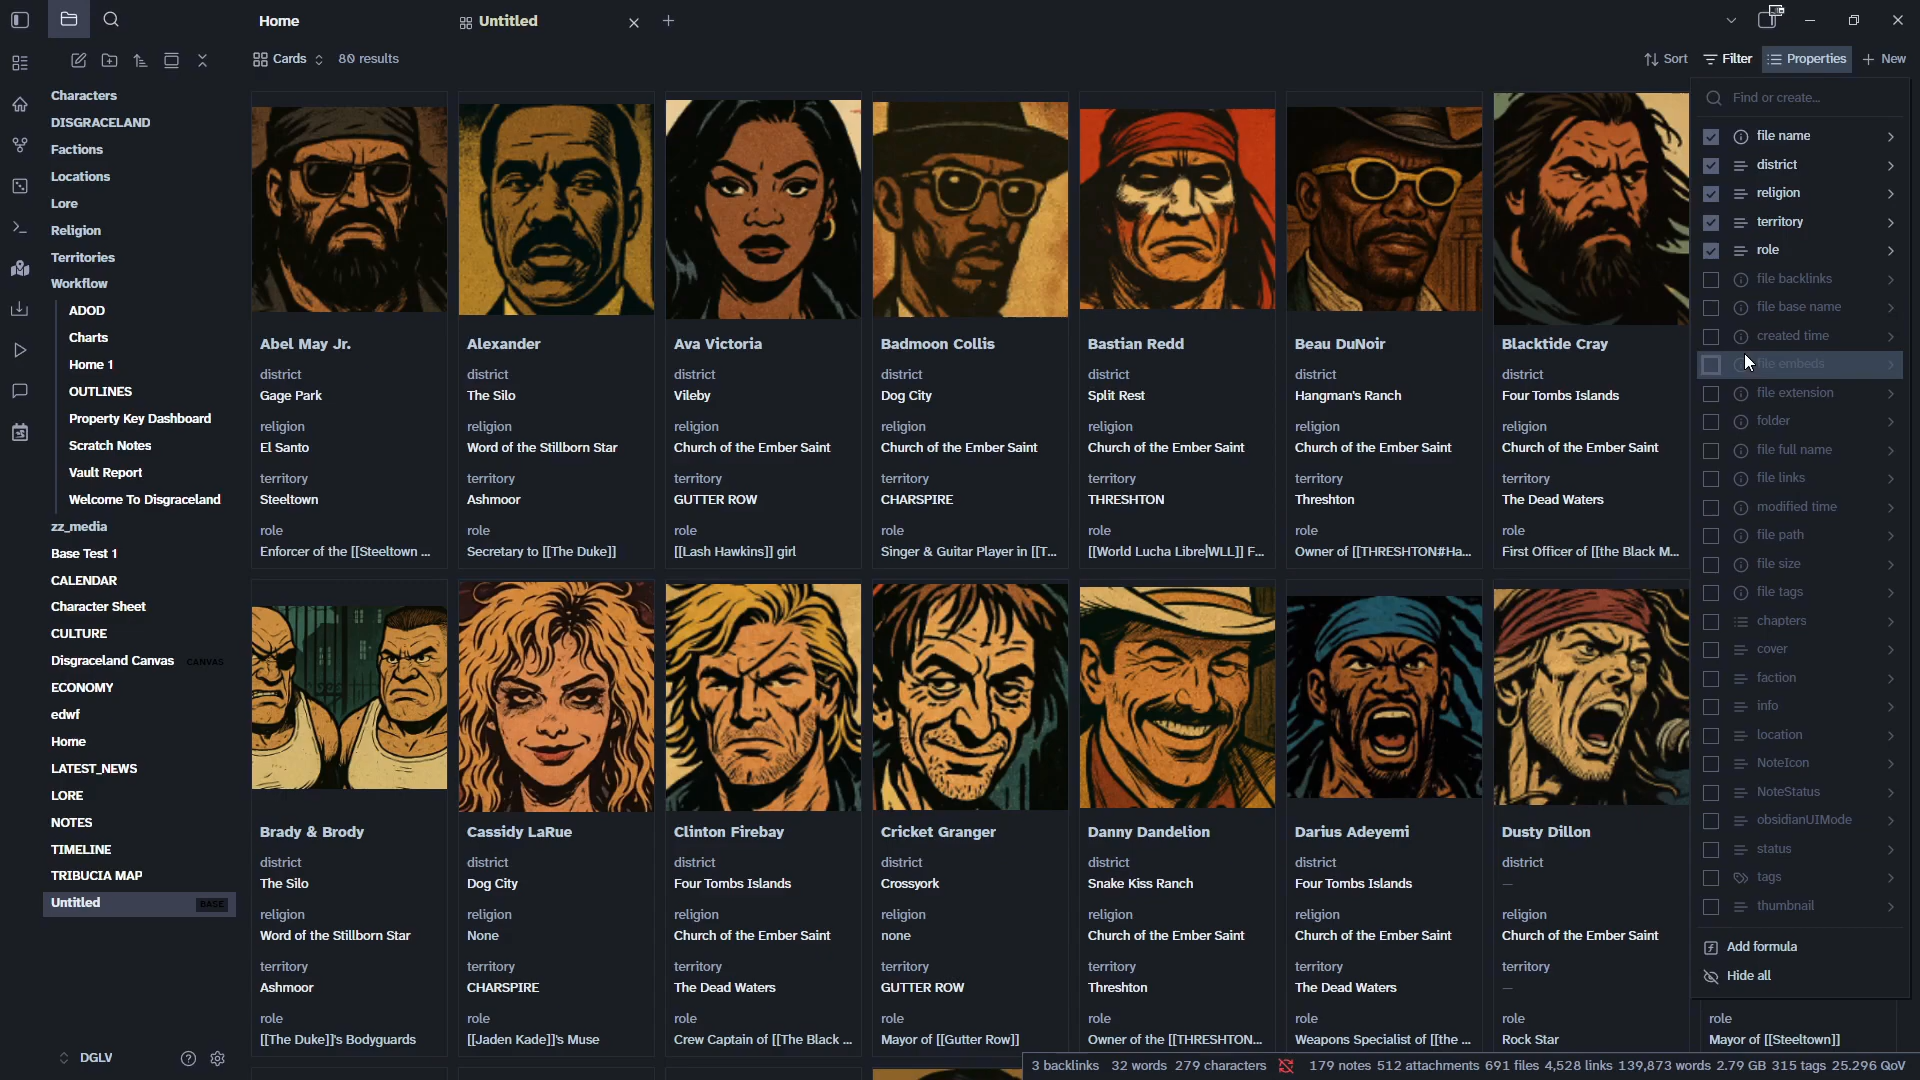 Home
Untitled
Cards
80 results
Sort
Filter
Properties
New
Characters
DISGRACELAND
Factions
Locations
Lore
Religion
Territories
Workflow
ADOD
Charts
Home 1
OUTLINES
Property Key Dashboard
Scratch Notes
Vault Report
Welcome To Disgraceland
zz_media
Base Test 1
CALENDAR
Character Sheet
CULTURE
Disgraceland Canvas CANVAS
ECONOMY
edwf
Home
LATEST_NEWS
LORE
NOTES
TIMELINE
TRIBUCIA MAP
Untitled BASE
DGLV
Abel May Jr.
district
Gage Park
religion
El Santo
territory
Steeltown
role
Enforcer of the [[Steeltown ...
Alexander
district
The Silo
religion
Word of the Stillborn Star
territory
Ashmoor
role
Secretary to [[The Duke]]
Ava Victoria
district
Vileby
religion
Church of the Ember Saint
territory
GUTTER ROW
role
[[Lash Hawkins]] girl
Badmoon Collis
district
Dog City
religion
Church of the Ember Saint
territory
CHARSPIRE
role
Singer & Guitar Player in [[T...
Bastian Redd
district
Split Rest
religion
Church of the Ember Saint
territory
THRESHTON
role
[[World Lucha Libre|WLL]] F...
Beau DuNoir
district
Hangman's Ranch
religion
Church of the Ember Saint
territory
Threshton
role
Owner of [[THRESHTON#Ha...
Blacktide Cray
district
Four Tombs Islands
religion
Church of the Ember Saint
territory
The Dead Waters
role
First Officer of [[the Black M...
Brady & Brody
district
The Silo
religion
Word of the Stillborn Star
territory
Ashmoor
role
[[The Duke]]'s Bodyguards
Cassidy LaRue
district
Dog City
religion
None
territory
CHARSPIRE
role
[[Jaden Kade]]'s Muse
Clinton Firebay
district
Four Tombs Islands
religion
Church of the Ember Saint
territory
The Dead Waters
role
Crew Captain of [[The Black ...
Cricket Granger
district
Crossyork
religion
none
territory
GUTTER ROW
role
Mayor of [[Gutter Row]]
Danny Dandelion
district
Snake Kiss Ranch
religion
Church of the Ember Saint
territory
Threshton
role
Owner of the [[THRESHTON...
Darius Adeyemi
district
Four Tombs Islands
religion
Church of the Ember Saint
territory
The Dead Waters
role
Weapons Specialist of [[the ...
Dusty Dillon
district
—
religion
Church of the Ember Saint
territory
—
role
Rock Star
role
Mayor of [[Steeltown]]
Find or create...
file name
district
religion
territory
role
file backlinks
file base name
created time
file embeds
file extension
folder
file full name
file links
modified time
file path
file size
file tags
chapters
cover
faction
info
location
NoteIcon
NoteStatus
obsidianUIMode
status
tags
thumbnail
Add formula
Hide all
3 backlinks 32 words 279 characters 179 notes 512 attachments 691 files 4,528 links 139,873 words 2.79 GB 315 tags 25.296 QoV